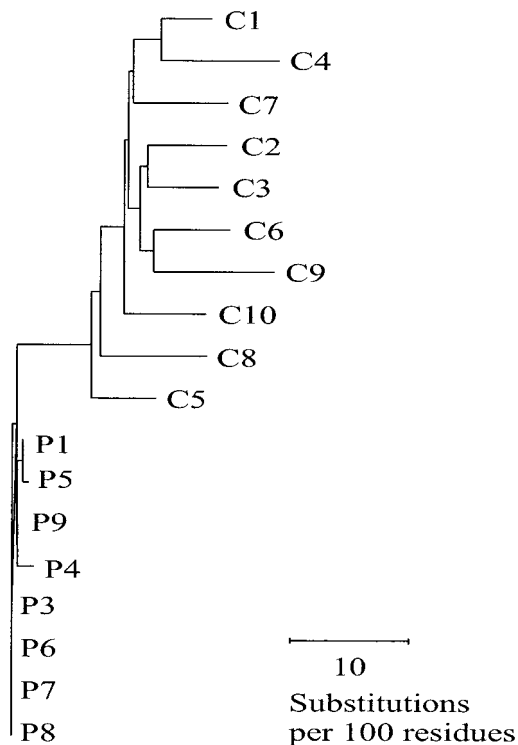 C1
C4
C7
C2
C3
C6
C9
C10
C8
C5
P1
P5
P9
P4
P3
P6
P7
P8
10
Substitutions
per 100 residues